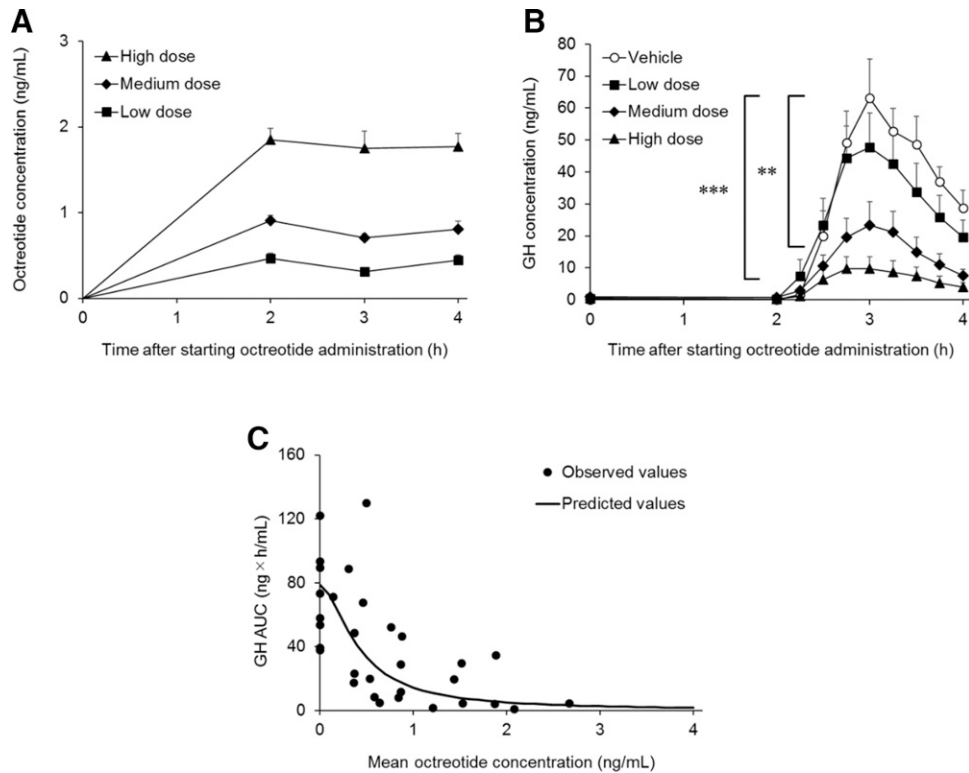 A
Octreotide concentration (ng/mL)
3
2
1
0
High dose
Medium dose
Low dose
0 1 2 3 4
Time after starting octreotide administration (h)
B
GH concentration (ng/mL)
80
70
60
50
40
30
20
10
0
Vehicle
Low dose
Medium dose
High dose
***
**
0 1 2 3 4
Time after starting octreotide administration (h)
C
GH AUC (ng × h/mL)
160
120
80
40
0
Observed values
Predicted values
0 1 2 3 4
Mean octreotide concentration (ng/mL)